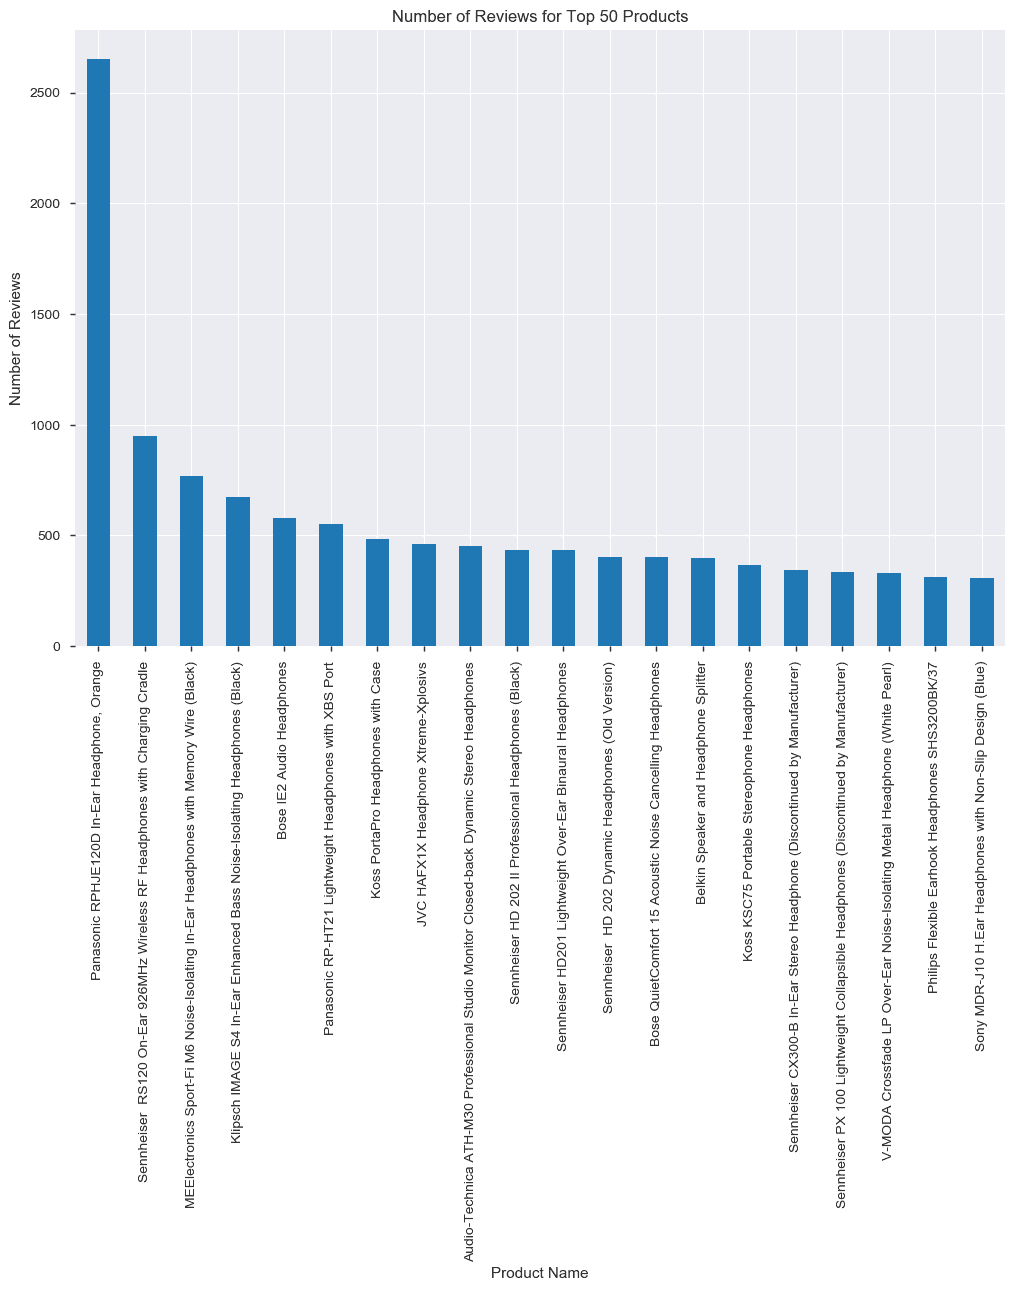 Number of Reviews for Top 50 Products
Number of Reviews
2500
2000
1500
1000
500
0
Panasonic RPHJE120D In-Ear Headphone, Orange
Sennheiser  RS120 On-Ear 926MHz Wireless RF Headphones with Charging Cradle
MEElectronics Sport-Fi M6 Noise-Isolating In-Ear Headphones with Memory Wire (Black)
Klipsch IMAGE S4 In-Ear Enhanced Bass Noise-Isolating Headphones (Black)
Bose IE2 Audio Headphones
Panasonic RP-HT21 Lightweight Headphones with XBS Port
Koss PortaPro Headphones with Case
JVC HAFX1X Headphone Xtreme-Xplosivs
Audio-Technica ATH-M30 Professional Studio Monitor Closed-back Dynamic Stereo Headphones
Sennheiser HD 202 II Professional Headphones (Black)
Sennheiser HD201 Lightweight Over-Ear Binaural Headphones
Sennheiser  HD 202 Dynamic Headphones (Old Version)
Bose QuietComfort 15 Acoustic Noise Cancelling Headphones
Belkin Speaker and Headphone Splitter
Koss KSC75 Portable Stereophone Headphones
Sennheiser CX300-B In-Ear Stereo Headphone (Discontinued by Manufacturer)
Sennheiser PX 100 Lightweight Collapsible Headphones (Discontinued by Manufacturer)
V-MODA Crossfade LP Over-Ear Noise-Isolating Metal Headphone (White Pearl)
Philips Flexible Earhook Headphones SHS3200BK/37
Sony MDR-J10 H.Ear Headphones with Non-Slip Design (Blue)
Product Name